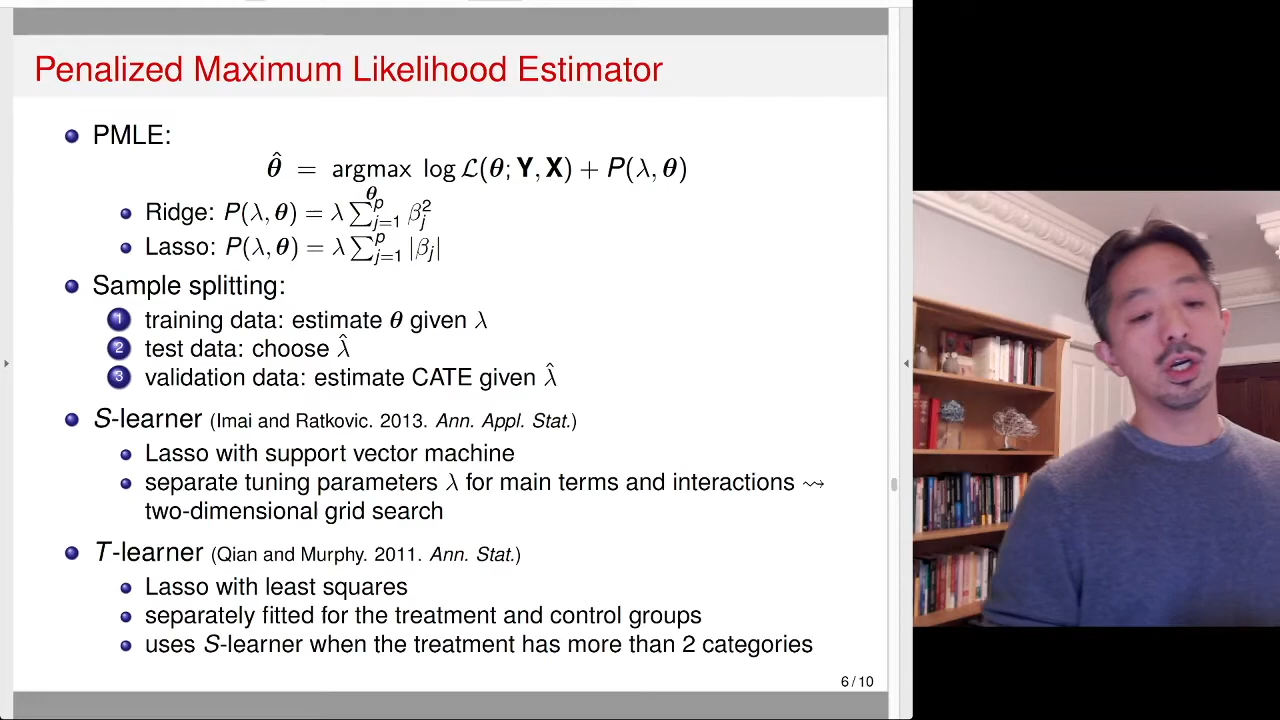 Penalized Maximum Likelihood Estimator
PMLE:
θ̂ = argmax log ℒ(θ; Y, X) + P(λ, θ)
θ
Ridge: P(λ, θ) = λ ∑ᵖⱼ₌₁ βⱼ²
Lasso: P(λ, θ) = λ ∑ᵖⱼ₌₁ |βⱼ|
Sample splitting:
1 training data: estimate θ given λ
2 test data: choose λ̂
3 validation data: estimate CATE given λ̂
S-learner (Imai and Ratkovic. 2013. Ann. Appl. Stat.)
Lasso with support vector machine
separate tuning parameters λ for main terms and interactions ⇝
two-dimensional grid search
T-learner (Qian and Murphy. 2011. Ann. Stat.)
Lasso with least squares
separately fitted for the treatment and control groups
uses S-learner when the treatment has more than 2 categories
6 / 10